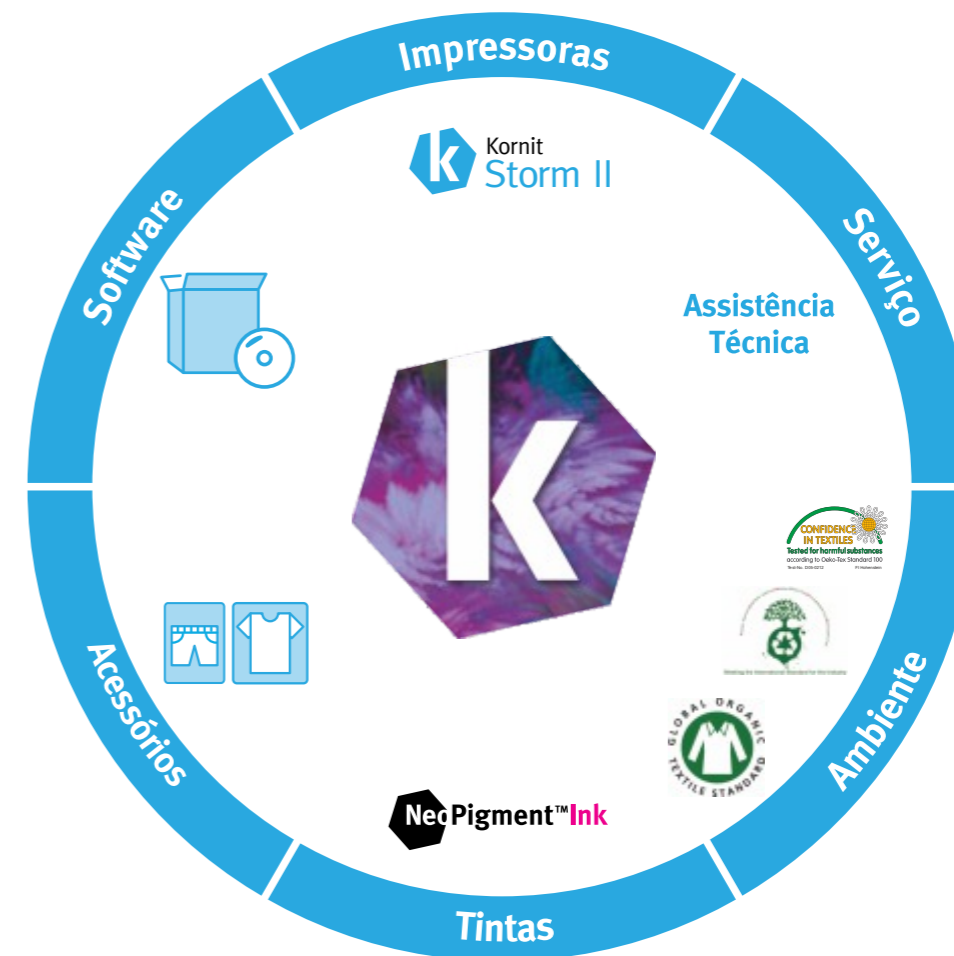 Impressoras
Kornit
Storm II
Software
Serviço
Assistência
Técnica
k
CONFIDENCE
IN TEXTILES
Tested for harmful substances
according to Oeko-Tex Standard 100
GLOBAL ORGANIC
TEXTILE STANDARD
Acessórios
Ambiente
NeoPigment™Ink
Tintas